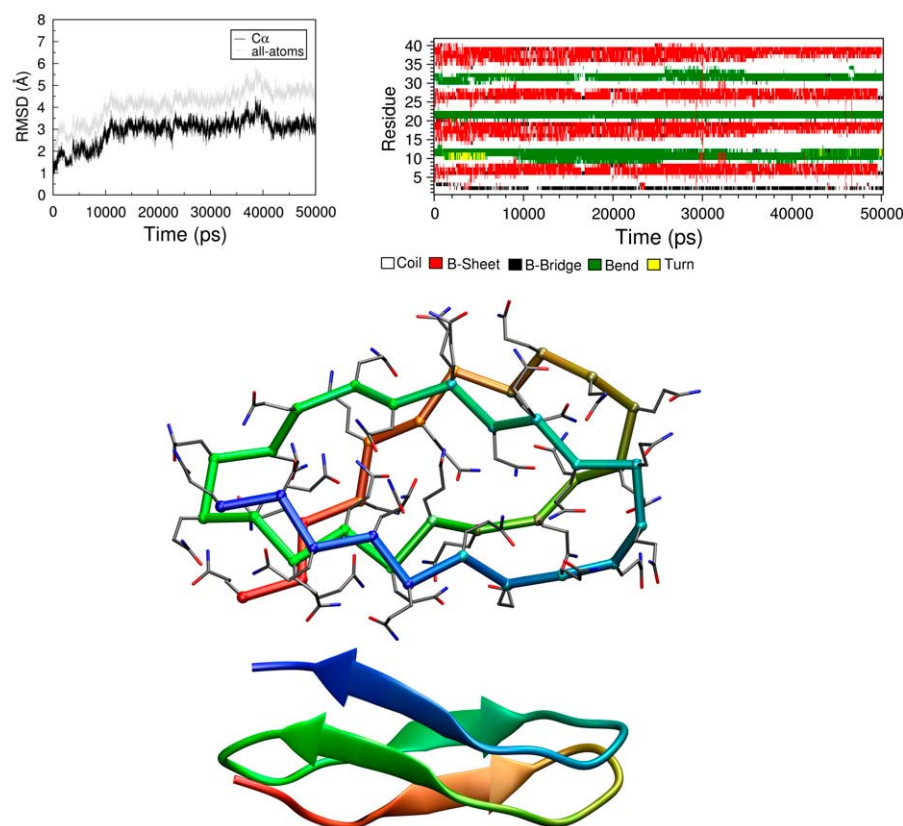 8
7
6
5
4
3
2
1
0
RMSD (Å)
Cα
all-atoms
0 10000 20000 30000 40000 50000
Time (ps)
40
35
30
25
20
15
10
5
Residue
0 10000 20000 30000 40000 50000
Time (ps)
Coil B-Sheet B-Bridge Bend Turn